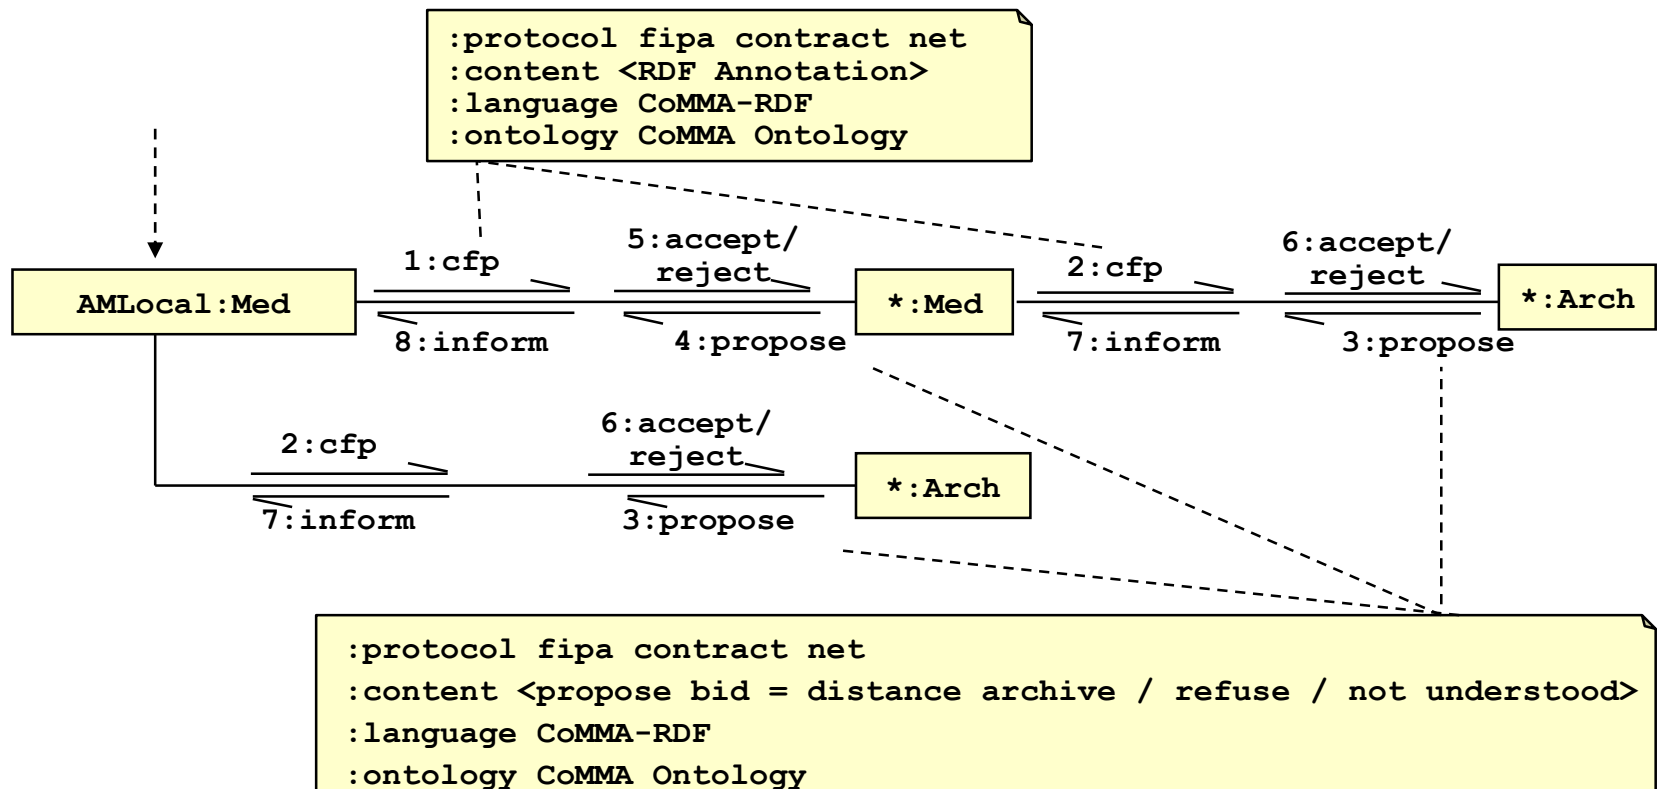 :protocol fipa contract net
:content <RDF Annotation>
:language CoMMA-RDF
:ontology CoMMA Ontology
1:cfp
5:accept/
reject
2:cfp
6:accept/
reject
AMLocal:Med
*:Med
*:Arch
8:inform
4:propose
7:inform
3:propose
2:cfp
6:accept/
reject
*:Arch
7:inform
3:propose
:protocol fipa contract net
:content <propose bid = distance archive / refuse / not understood>
:language CoMMA-RDF
:ontology CoMMA Ontology